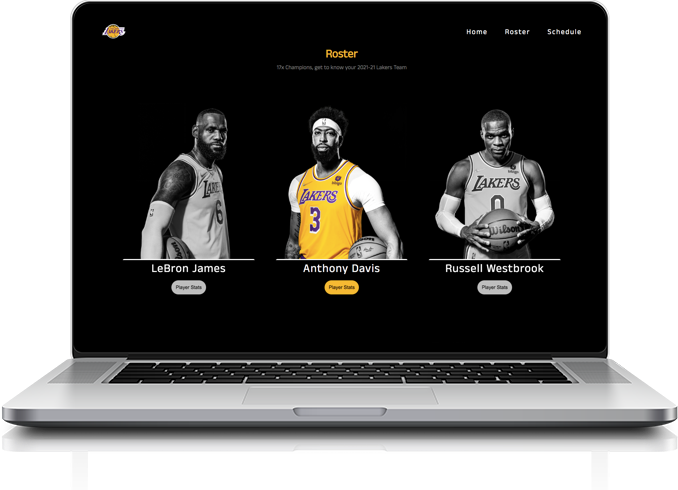 LAKERS
Home Roster Schedule
Roster
17x Champions, get to know your 2021-21 Lakers Team
LAKERS
6
LAKERS
3
LAKERS
0
Wilson
LeBron James
Anthony Davis
Russell Westbrook
Player Stats
Player Stats
Player Stats